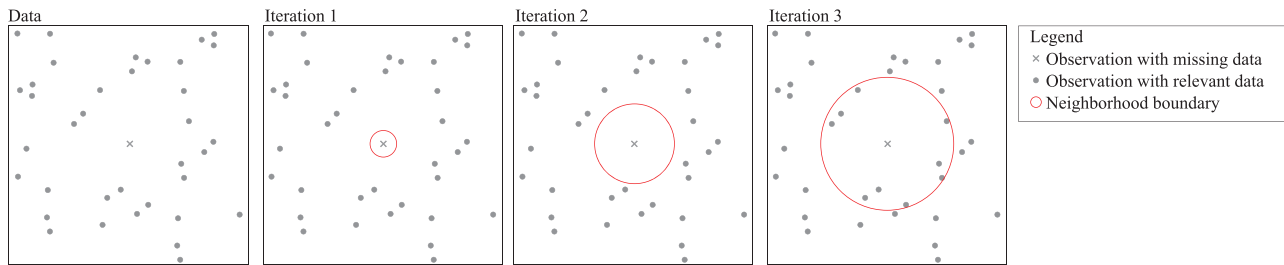 Data
Iteration 1
Iteration 2
Iteration 3
Legend
Observation with missing data
Observation with relevant data
Neighborhood boundary